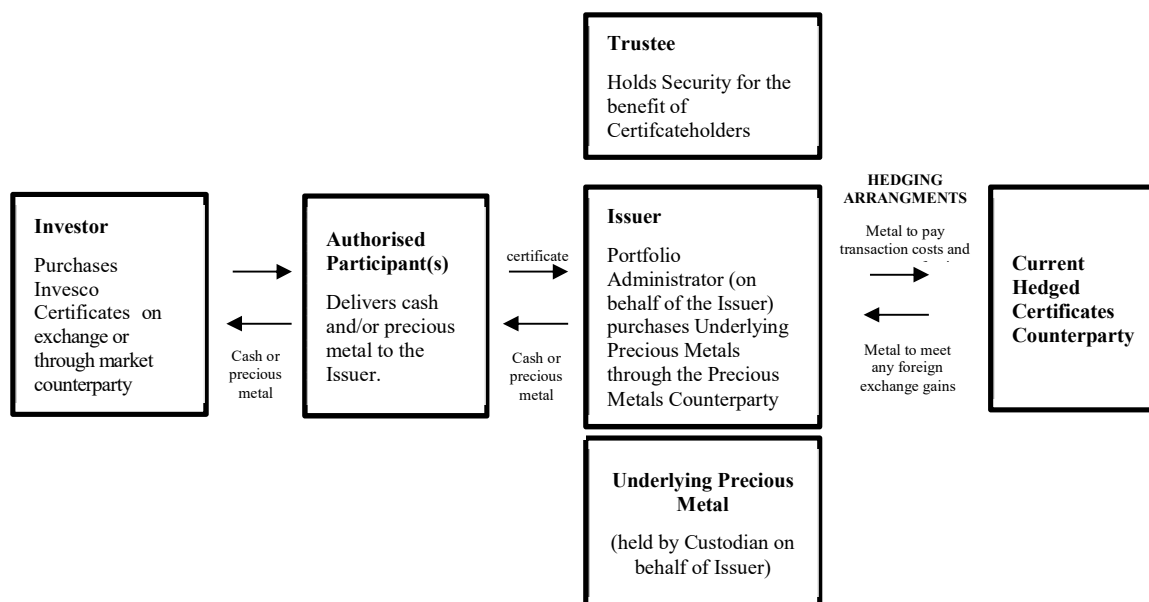 Trustee
Holds Security for the
benefit of
Certifcateholders
Investor
Purchases
Invesco
Certificates on
exchange or
through market
counterparty
Cash or
precious
metal
Authorised
Participant(s)
Delivers cash
and/or precious
metal to the
Issuer.
certificate
Cash or
precious
metal
Issuer
Portfolio
Administrator (on
behalf of the Issuer)
purchases Underlying
Precious Metals
through the Precious
Metals Counterparty
HEDGING
ARRANGMENTS
Metal to pay
transaction costs and
Metal to meet
any foreign
exchange gains
Current
Hedged
Certificates
Counterparty
Underlying Precious
Metal
(held by Custodian on
behalf of Issuer)